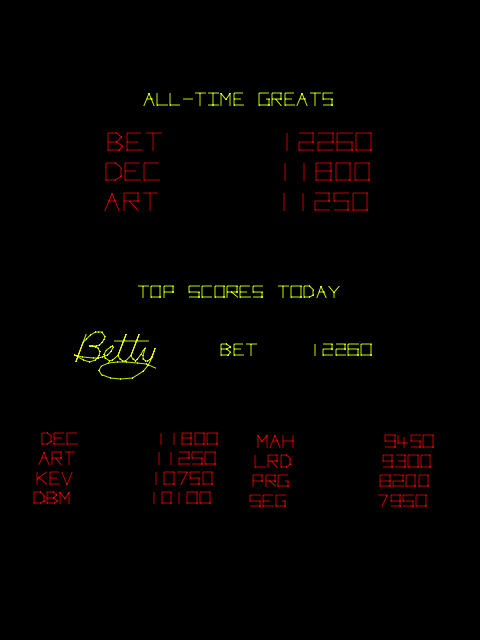 ALL-TIME GREATS
BET 12260
DEC 11800
ART 11250
TOP SCORES TODAY
Betty BET 12260
DEC 11800 MAH 9450
ART 11250 LRD 9300
KEV 10750 PRG 8200
DBM 10100 SEG 7950